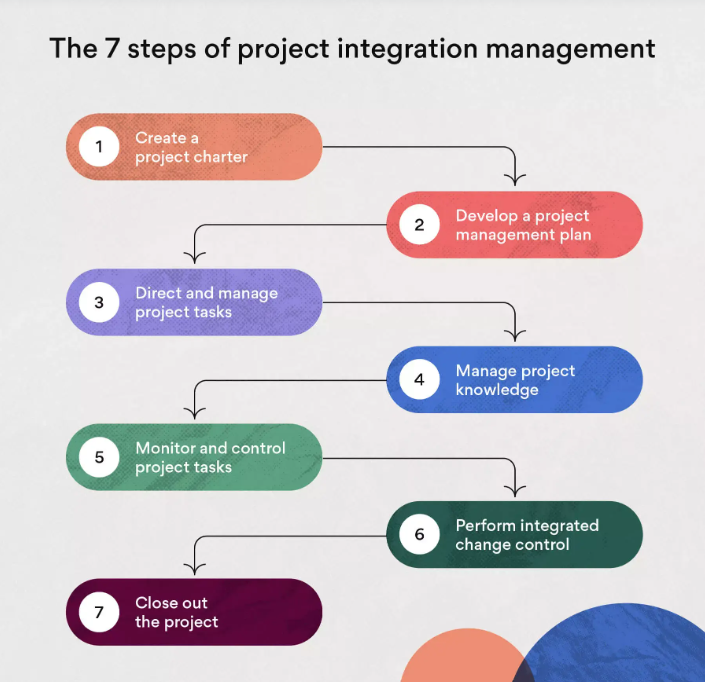 The 7 steps of project integration management
1
Create a
project charter
2
Develop a project
management plan
3
Direct and manage
project tasks
4
Manage project
knowledge
5
Monitor and control
project tasks
6
Perform integrated
change control
7
Close out
the project